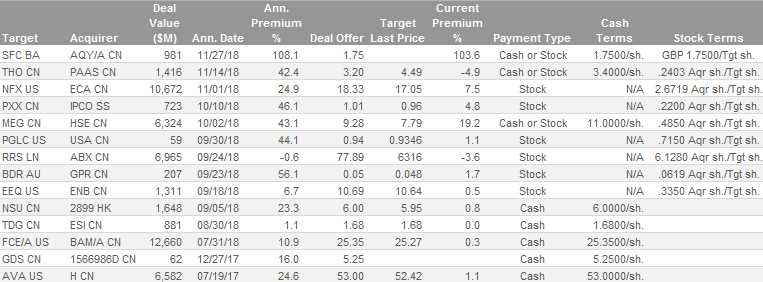 Target Acquirer Deal Value ($M) Ann. Date Ann. Premium % Deal Offer Target Last Price Current Premium % Payment Type Cash Terms Stock Terms
SFC BA AQY/A CN 981 11/27/18 108.1 1.75 103.6 Cash or Stock 1.7500/sh. GBP 1.7500/Tgt sh.
THO CN PAAS CN 1,416 11/14/18 42.4 3.20 4.49 -4.9 Cash or Stock 3.4000/sh. .2403 Aqr sh./Tgt sh.
NFX US ECA CN 10,672 11/01/18 24.9 18.33 17.05 7.5 Stock N/A 2.6719 Aqr sh./Tgt sh.
PXX CN IPCO SS 723 10/10/18 46.1 1.01 0.96 4.8 Stock N/A .2200 Aqr sh./Tgt sh.
MEG CN HSE CN 6,324 10/02/18 43.1 9.28 7.79 19.2 Cash or Stock 11.0000/sh. .4850 Aqr sh./Tgt sh.
PGLC US USA CN 59 09/30/18 44.1 0.94 0.9346 1.1 Stock N/A .7150 Aqr sh./Tgt sh.
RRS LN ABX CN 6,965 09/24/18 -0.6 77.89 6316 -3.6 Stock N/A 6.1280 Aqr sh./Tgt sh.
BDR AU GPR CN 207 09/23/18 56.1 0.05 0.048 1.7 Stock N/A .0619 Aqr sh./Tgt sh.
EEQ US ENB CN 1,311 09/18/18 6.7 10.69 10.64 0.5 Stock N/A .3350 Aqr sh./Tgt sh.
NSU CN 2899 HK 1,648 09/05/18 23.3 6.00 5.95 0.8 Cash 6.0000/sh.
TDG CN ESI CN 881 08/30/18 1.1 1.68 1.68 0.0 Cash 1.6800/sh.
FCE/A US BAM/A CN 12,660 07/31/18 10.9 25.35 25.27 0.3 Cash 25.3500/sh.
GDS CN 1566986D CN 62 12/27/17 16.0 5.25 Cash 5.2500/sh.
AVA US H CN 6,582 07/19/17 24.6 53.00 52.42 1.1 Cash 53.0000/sh.